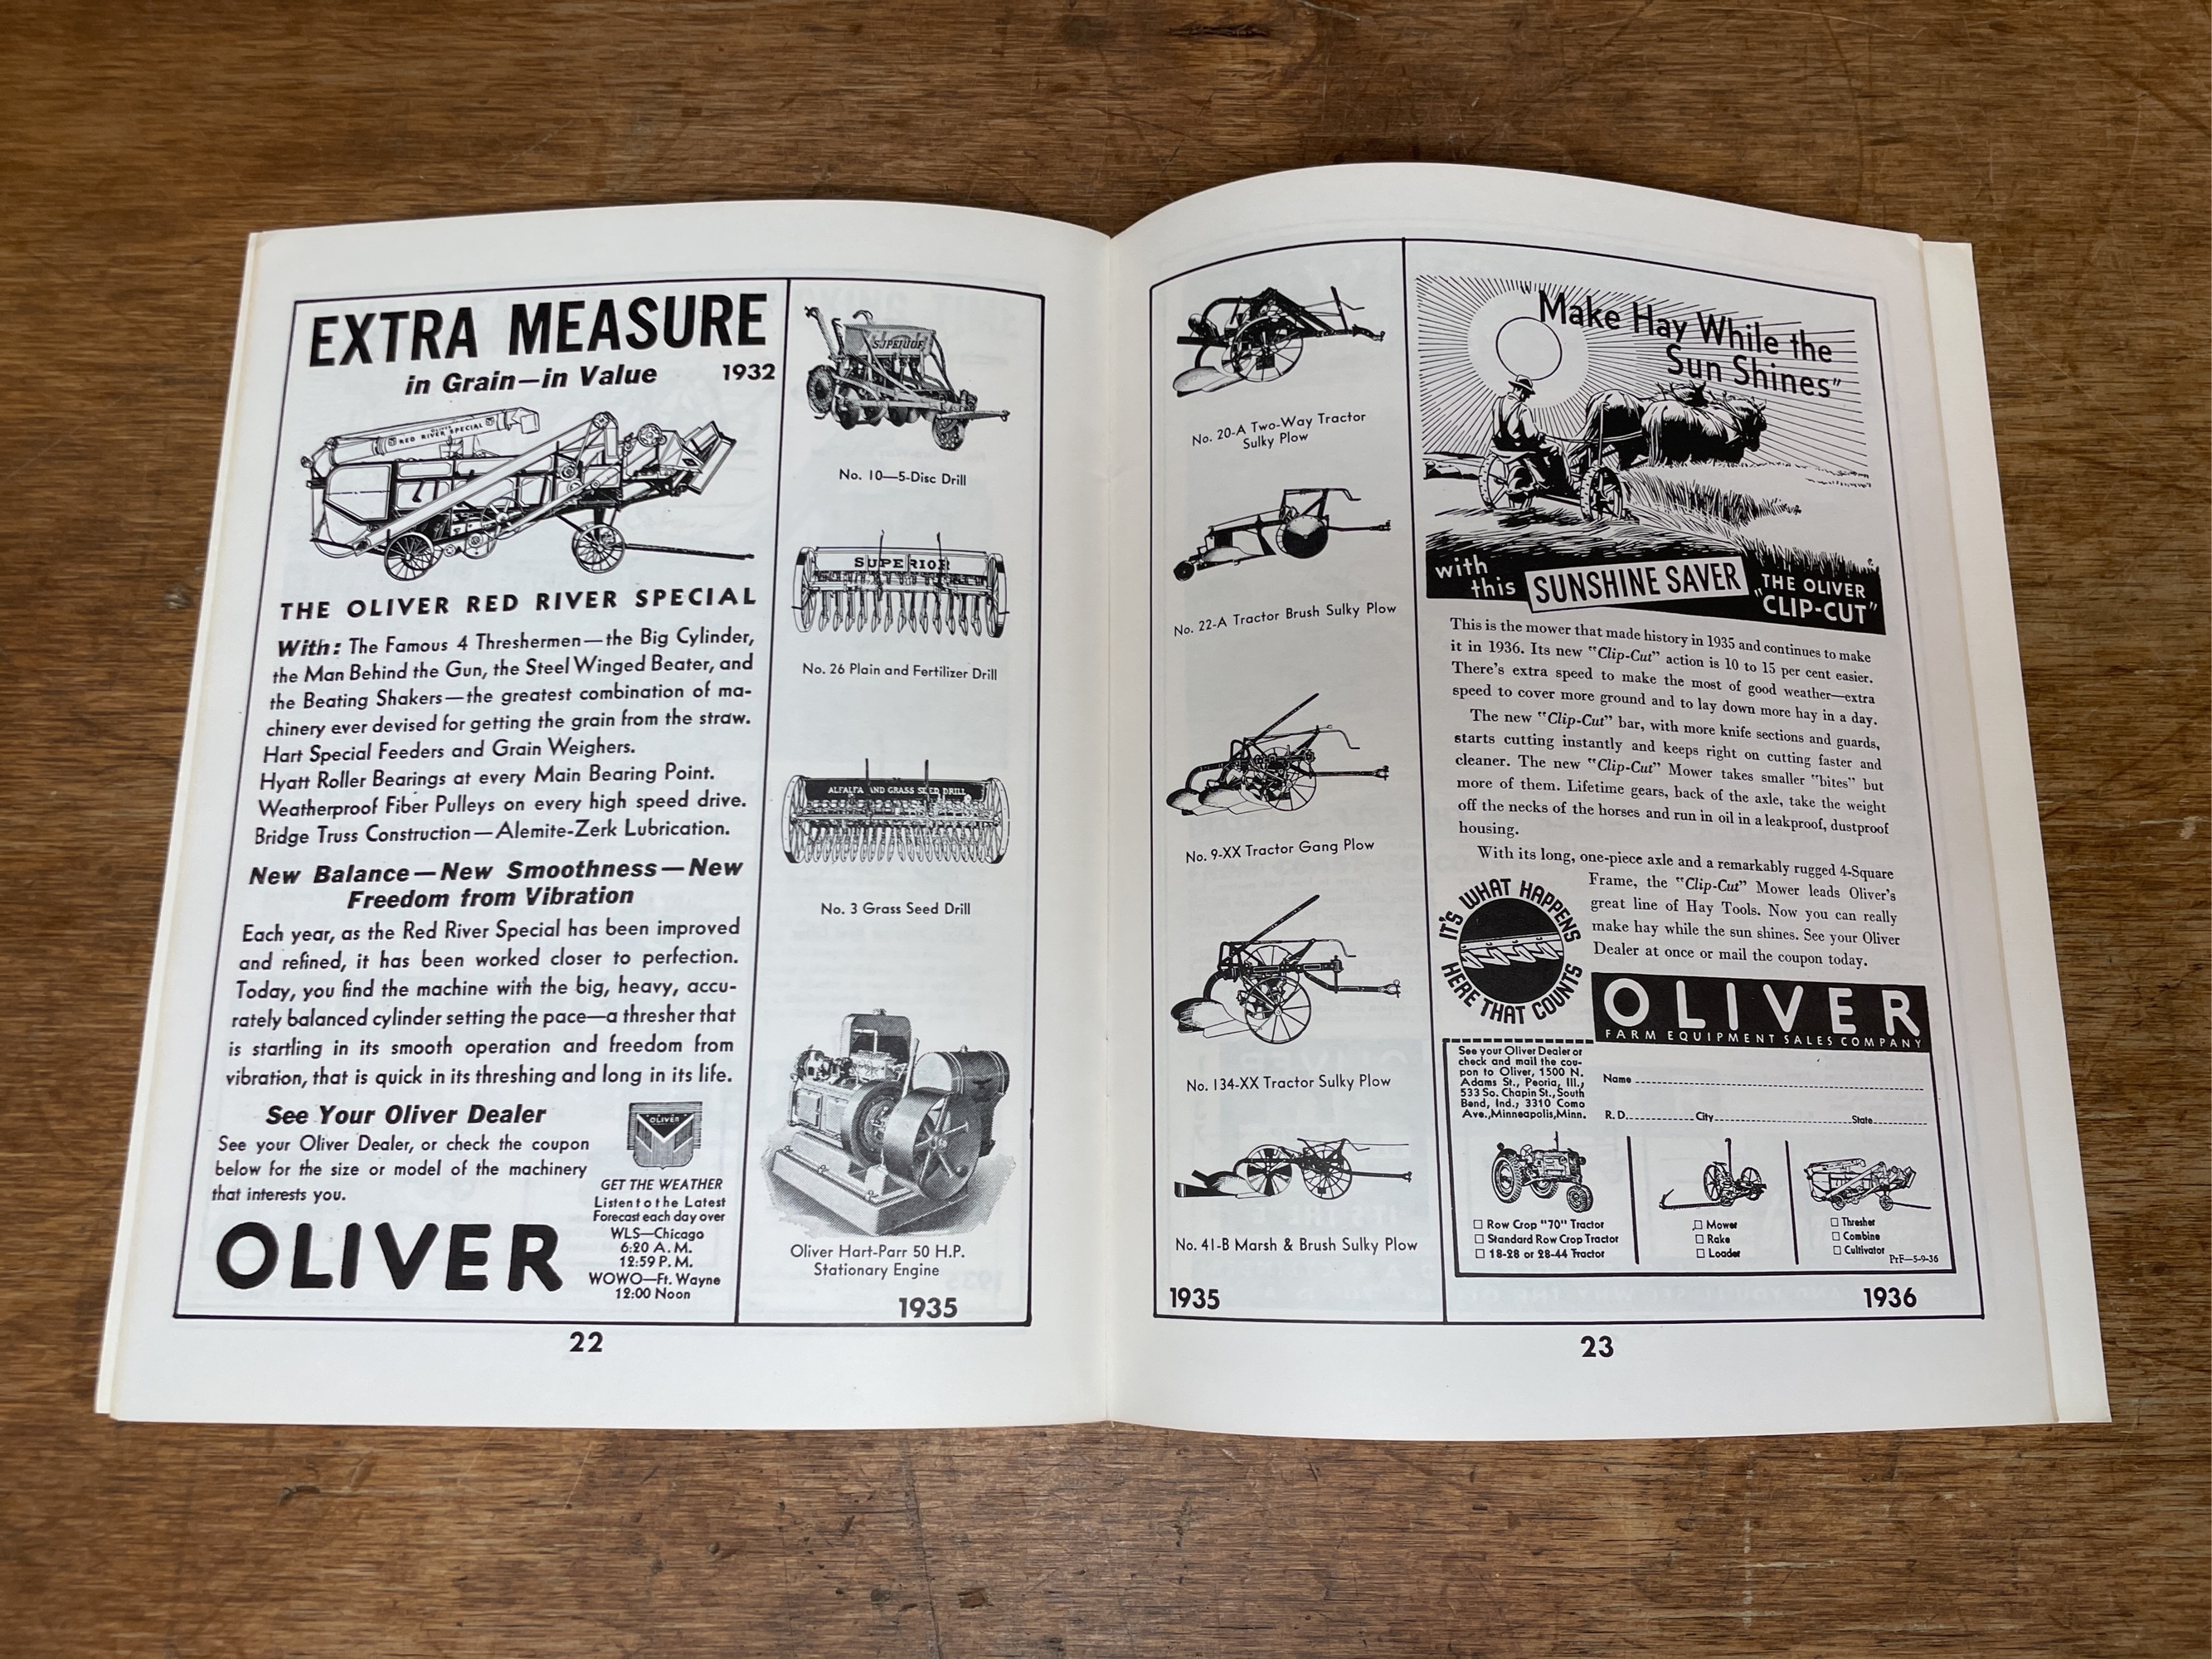 EXTRA MEASURE
in Grain—in Value
1932
RED RIVER SPECIAL
THE OLIVER RED RIVER SPECIAL
With: The Famous 4 Threshermen—the Big Cylinder,
the Man Behind the Gun, the Steel Winged Beater, and
the Beating Shakers—the greatest combination of ma-
chinery ever devised for getting the grain from the straw.
Hart Special Feeders and Grain Weighers.
Hyatt Roller Bearings at every Main Bearing Point.
Weatherproof Fiber Pulleys on every high speed drive.
Bridge Truss Construction—Alemite-Zerk Lubrication.
New Balance—New Smoothness—New
Freedom from Vibration
Each year, as the Red River Special has been improved
and refined, it has been worked closer to perfection.
Today, you find the machine with the big, heavy, accu-
rately balanced cylinder setting the pace—a thresher that
is startling in its smooth operation and freedom from
vibration, that is quick in its threshing and long in its life.
See Your Oliver Dealer
See your Oliver Dealer, or check the coupon
below for the size or model of the machinery
that interests you.
OLIVER
OLIVER
GET THE WEATHER
Listen to the Latest
Forecast each day over
WLS—Chicago
6:20 A. M.
12:59 P. M.
WOWO—Ft. Wayne
12:00 Noon
SUPERIOR
No. 10—5-Disc Drill
SUPERIOR
No. 26 Plain and Fertilizer Drill
ALFALFA AND GRASS SEED DRILL
No. 3 Grass Seed Drill
Oliver Hart-Parr 50 H.P.
Stationary Engine
1935
22
No. 20-A Two-Way Tractor
Sulky Plow
No. 22-A Tractor Brush Sulky Plow
No. 9-XX Tractor Gang Plow
No. 134-XX Tractor Sulky Plow
No. 41-B Marsh & Brush Sulky Plow
1935
"Make Hay While the
Sun Shines"
with
this
SUNSHINE SAVER
THE OLIVER
"CLIP-CUT"
This is the mower that made history in 1935 and continues to make
it in 1936. Its new "Clip-Cut" action is 10 to 15 per cent easier.
There's extra speed to make the most of good weather—extra
speed to cover more ground and to lay down more hay in a day.
The new "Clip-Cut" bar, with more knife sections and guards,
starts cutting instantly and keeps right on cutting faster and
cleaner. The new "Clip-Cut" Mower takes smaller "bites" but
more of them. Lifetime gears, back of the axle, take the weight
off the necks of the horses and run in oil in a leakproof, dustproof
housing.
With its long, one-piece axle and a remarkably rugged 4-Square
Frame, the "Clip-Cut" Mower leads Oliver's
great line of Hay Tools. Now you can really
make hay while the sun shines. See your Oliver
Dealer at once or mail the coupon today.
IT'S WHAT HAPPENS
HERE THAT COUNTS
OLIVER
FARM EQUIPMENT SALES COMPANY
See your Oliver Dealer or
check and mail the cou-
pon to Oliver, 1500 N.
Adams St., Peoria, Ill.,
533 So. Chapin St., South
Bend, Ind., 3310 Como
Ave., Minneapolis, Minn.
Name
R. D. City State
☐ Row Crop "70" Tractor
☐ Standard Row Crop Tractor
☐ 18-28 or 28-44 Tractor
☐ Mower
☐ Rake
☐ Loader
☐ Thresher
☐ Combine
☐ Cultivator
PrF—5-9-36
1936
23